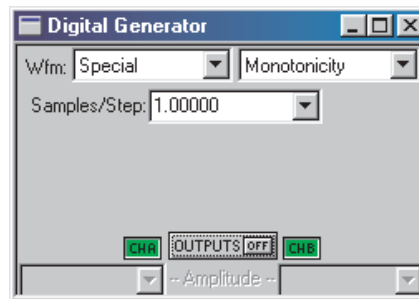 Digital Generator
Wfm: Special Monotonicity
Samples/Step: 1.00000
CHA OUTPUTS OFF CHB
-- Amplitude --